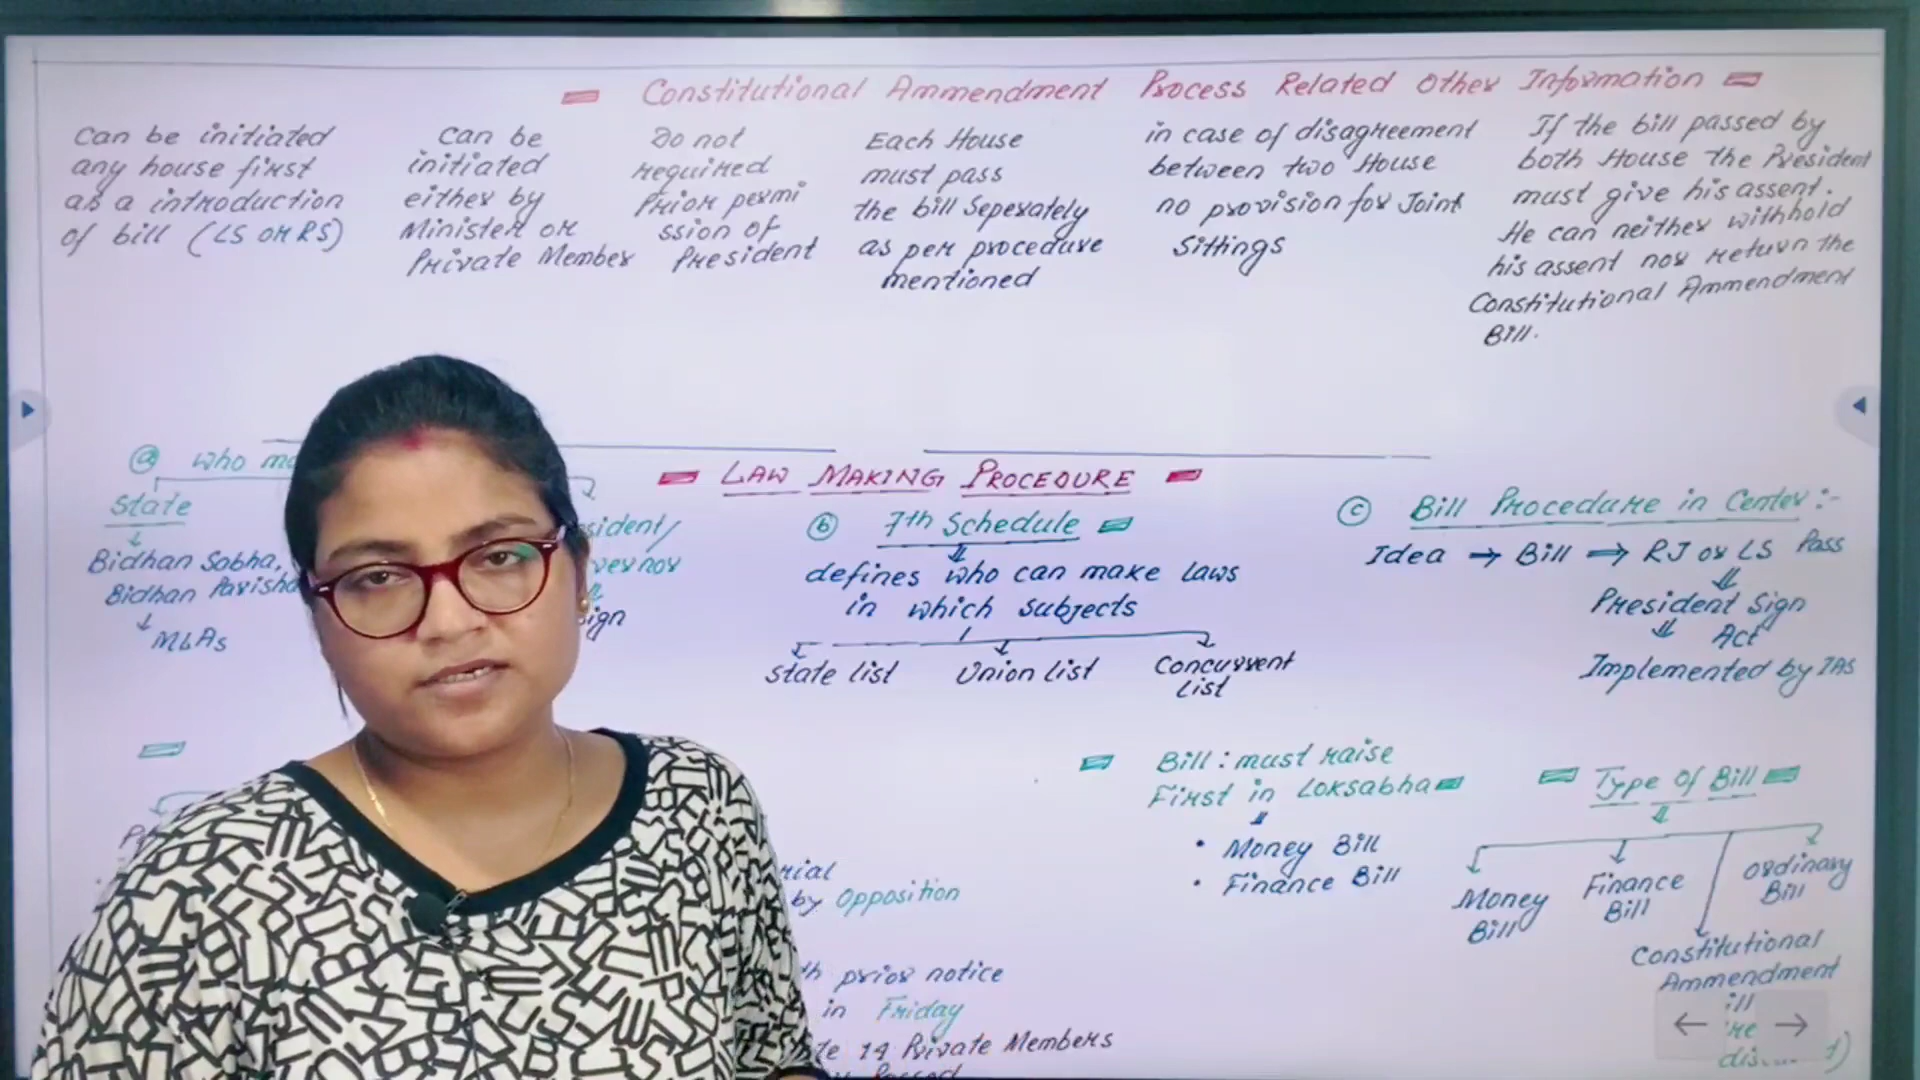 Constitutional Ammendment Process Related Other Information
Can be initiated
any house first
as a introduction
of bill (LS or RS)
Can be
initiated
either by
Minister or
Private Member
Do not
required
Prior permi
ssion of
President
Each House
must pass
the bill Seperately
as per procedure
mentioned
in case of disagreement
between two House
no provision for Joint
Sittings
If the bill passed by
both House the President
must give his assent.
He can neither withhold
his assent nor return the
Constitutional Ammendment
Bill.
LAW MAKING PROCEDURE
(a) who
State
Bidhan Sobha,
Bidhan
MLAs
(b) 7th Schedule
defines who can make laws
in which subjects
State list
Union list
Concurrent
List
(c) Bill Procedure in Center:-
Idea → Bill ⇒ RJ or LS Pass
President Sign
Act
Implemented by IAS
by Opposition
prior notice
in Friday
14 Private Members
Bill: must raise
First in Loksabha
• Money Bill
• Finance Bill
Type Of Bill
Money
Bill
Finance
Bill
Constitutional
Ammendment
Ordinary
Bill